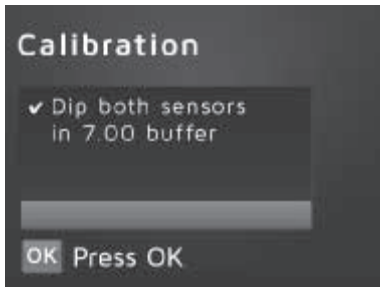 Calibration
✔ Dip both sensors
in 7.00 buffer
OK Press OK